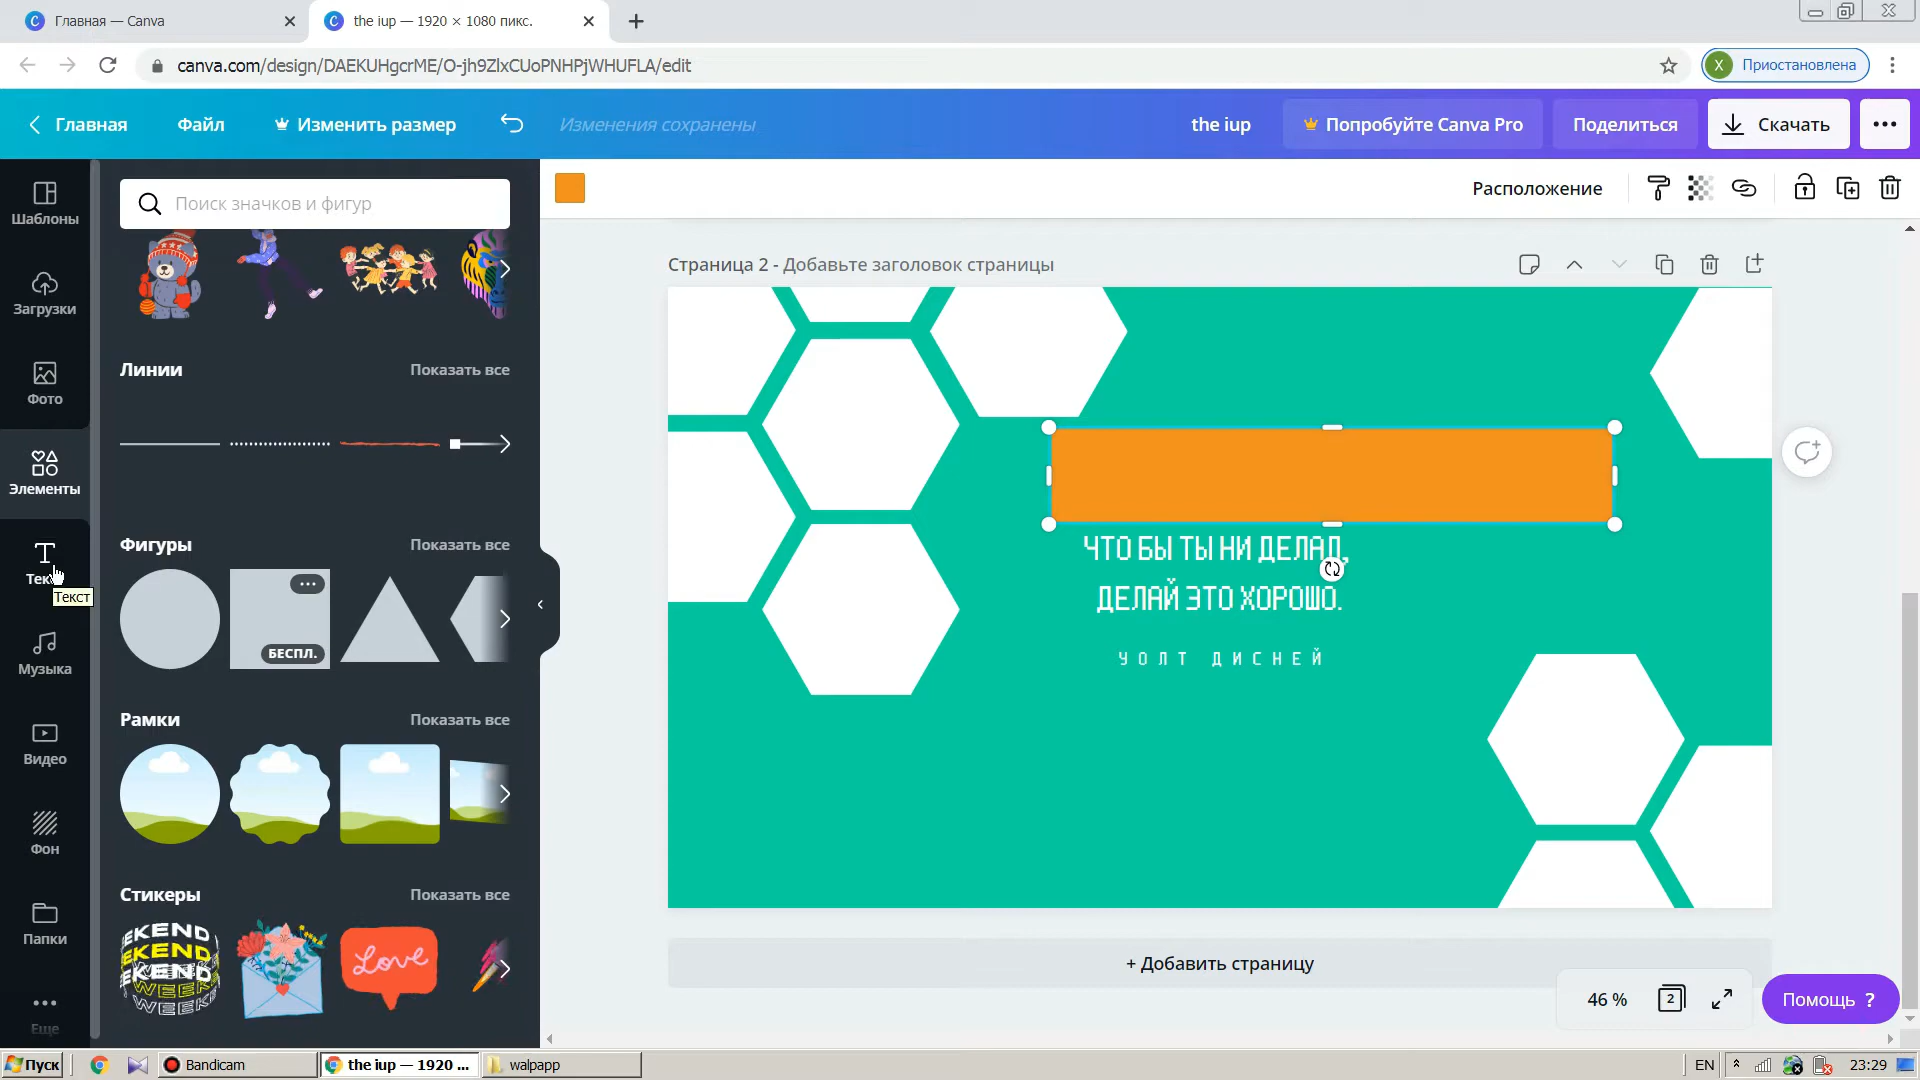 Главная — Canva
the iup — 1920 × 1080 пикс.
canva.com/design/DAEKUHgcrME/O-jh9ZlxCUoPNHPjWHUFLA/edit
X Приостановлена
Главная
Файл
Изменить размер
Изменения сохранены
the iup
Попробуйте Canva Pro
Поделиться
Скачать
Шаблоны
Загрузки
Фото
Элементы
Текст
Музыка
Видео
Фон
Папки
Еще
Поиск значков и фигур
Линии
Показать все
Фигуры
Показать все
БЕСПЛ.
Рамки
Показать все
Стикеры
Показать все
WEEKEND
Love
Расположение
Страница 2 - Добавьте заголовок страницы
ЧТО БЫ ТЫ НИ ДЕЛАЛ,
ДЕЛАЙ ЭТО ХОРОШО.
УОЛТ ДИСНЕЙ
+ Добавить страницу
46 %
2
Помощь ?
Пуск
Bandicam
the iup — 1920 ...
walpapp
EN
23:29